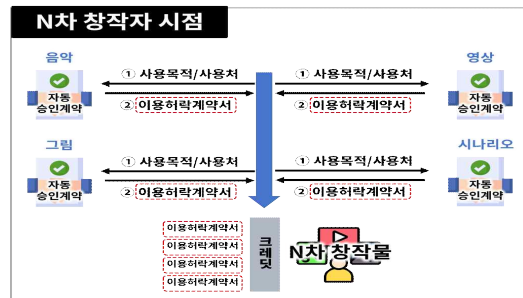 N차 창작자 시점
음악
자동
승인계약
① 사용목적/사용처
② 이용허락계약서
① 사용목적/사용처
② 이용허락계약서
영상
자동
승인계약
그림
자동
승인계약
① 사용목적/사용처
② 이용허락계약서
① 사용목적/사용처
② 이용허락계약서
시나리오
자동
승인계약
이용허락계약서
이용허락계약서
이용허락계약서
이용허락계약서
크레딧
N차 창작물